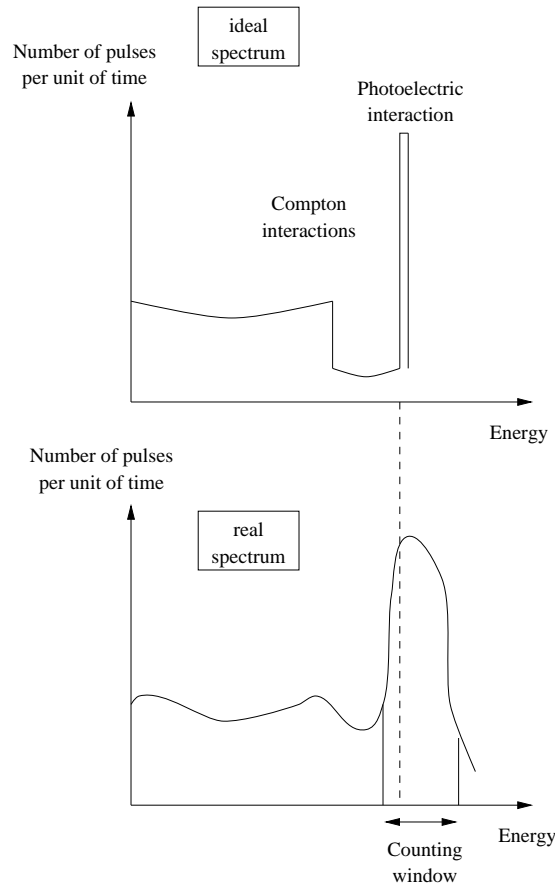 ideal
spectrum
Number of pulses
per unit of time
Photoelectric
interaction
Compton
interactions
Energy
Number of pulses
per unit of time
real
spectrum
Energy
Counting
window